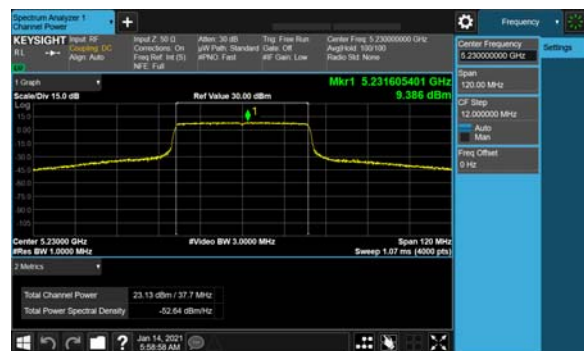 Spectrum Analyzer 1
Channel Power
Frequency
KEYSIGHT Input: RF Input Z: 50 Ω Atten: 30 dB Trig: Free Run Center Freq: 5.230000000 GHz
RL Coupling: DC Corrections: On µW Path: Standard Gate: Off Avg|Hold: 100/100
Align: Auto Freq Ref: Int (S) #PNO: Fast #IF Gain: Low Radio Std: None
NFE: Full
Center Frequency
5.230000000 GHz
Settings
Span
120.00 MHz
CF Step
12.000000 MHz
Auto
Man
Freq Offset
0 Hz
1 Graph
Mkr1 5.231605401 GHz
Scale/Div 15.0 dB Ref Value 30.00 dBm 9.386 dBm
Log
15.0
0.00
-15.0
-30.0
-45.0
-60.0
-75.0
-90.0
-105
1
Center 5.23000 GHz #Video BW 3.0000 MHz Span 120 MHz
#Res BW 1.0000 MHz Sweep 1.07 ms (4000 pts)
2 Metrics
Total Channel Power 23.13 dBm / 37.7 MHz
Total Power Spectral Density -52.64 dBm/Hz
Jan 14, 2021
5:58:58 AM